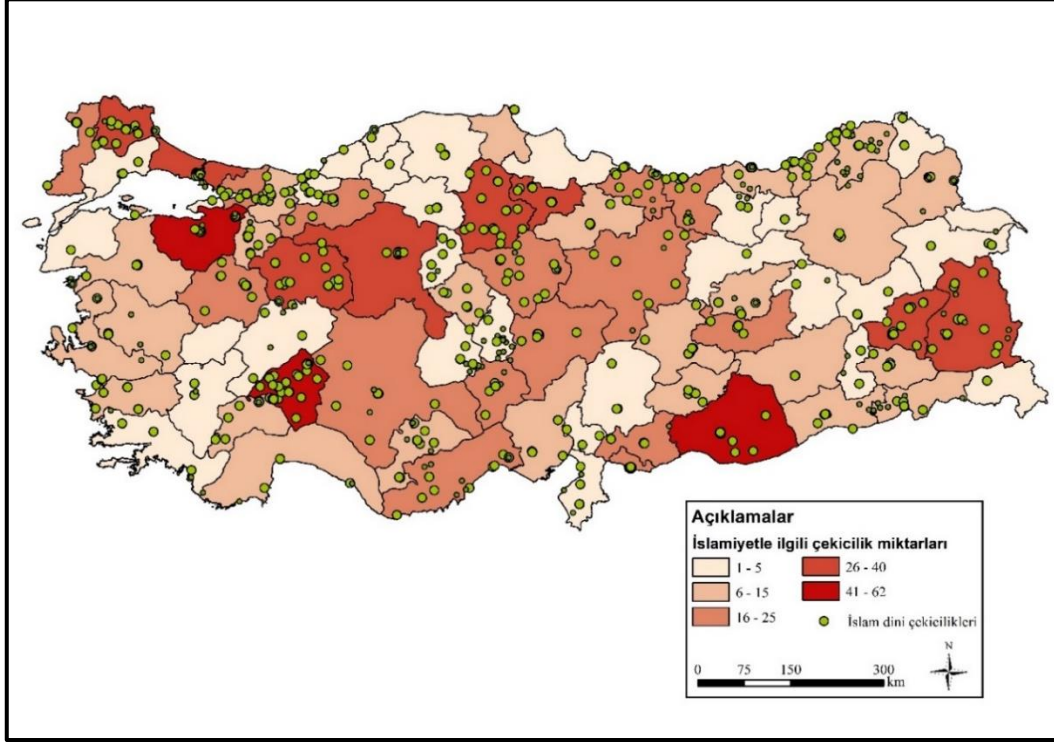 Açıklamalar
İslamiyetle ilgili çekicilik miktarları
1 - 5
26 - 40
6 - 15
41 - 62
16 - 25
İslam dini çekicilikleri
N
0 75 150 300
km